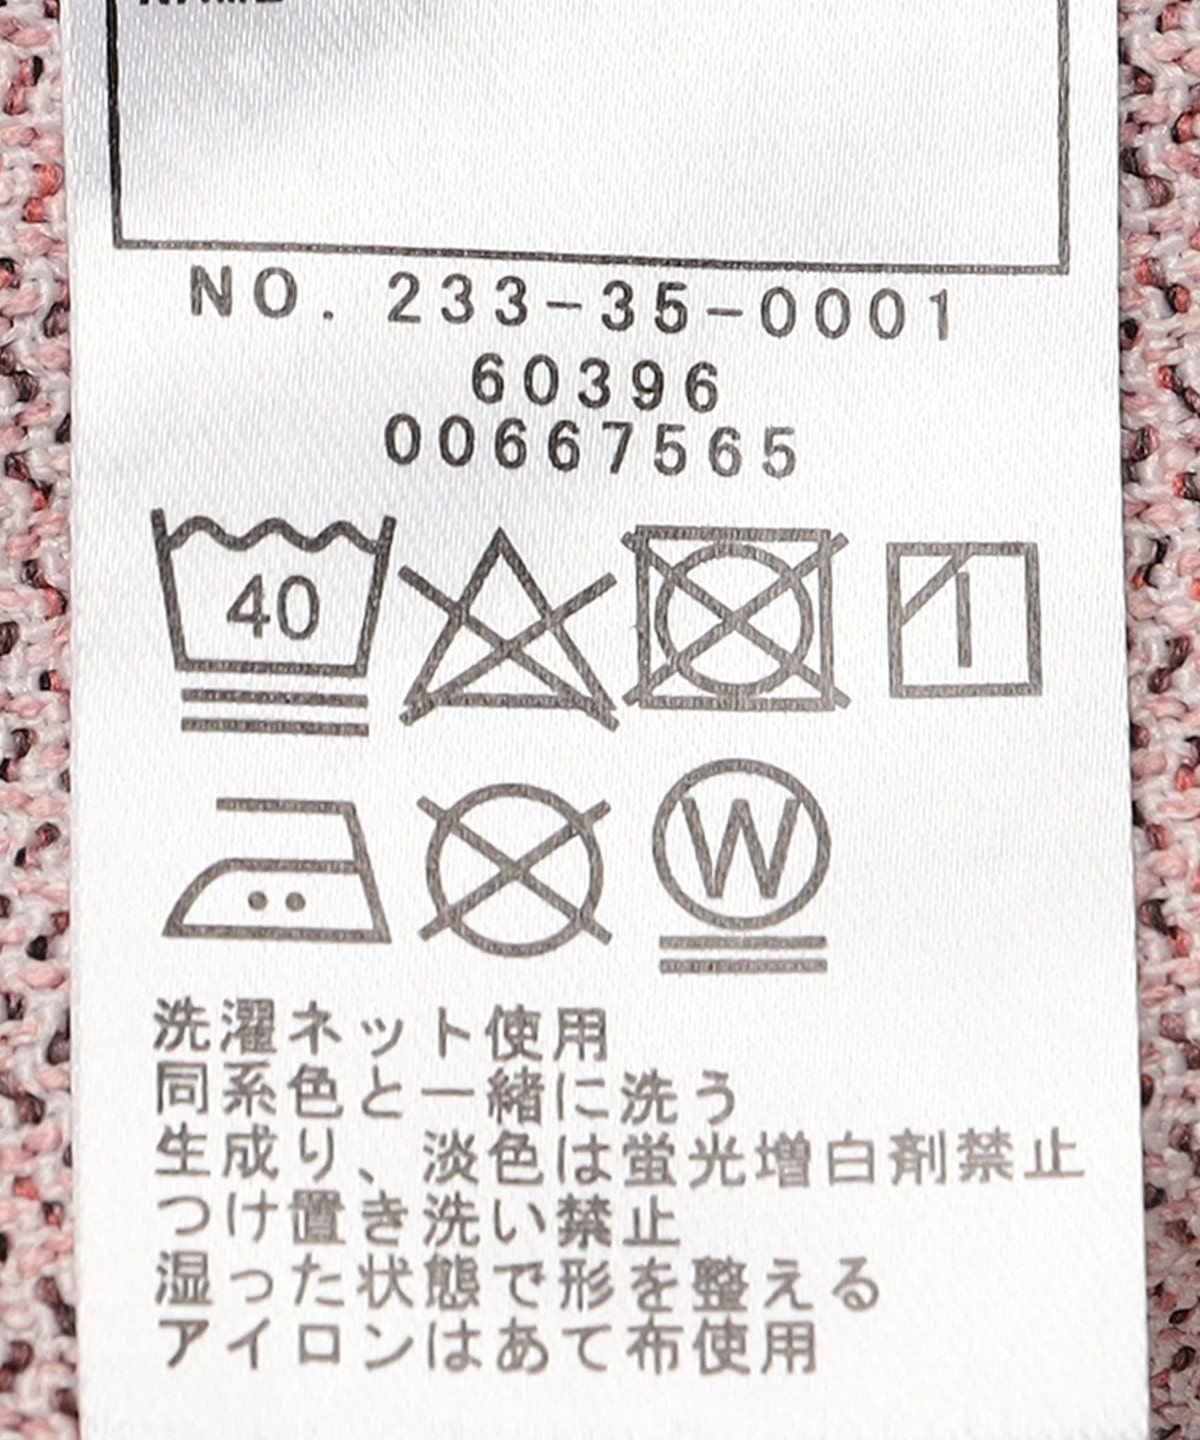 NAME
NO. 233-35-0001
60396
00667565
40
W
洗濯ネット使用
同系色と一緒に洗う
生成り、淡色は蛍光増白剤禁止
つけ置き洗い禁止
湿った状態で形を整える
アイロンはあて布使用